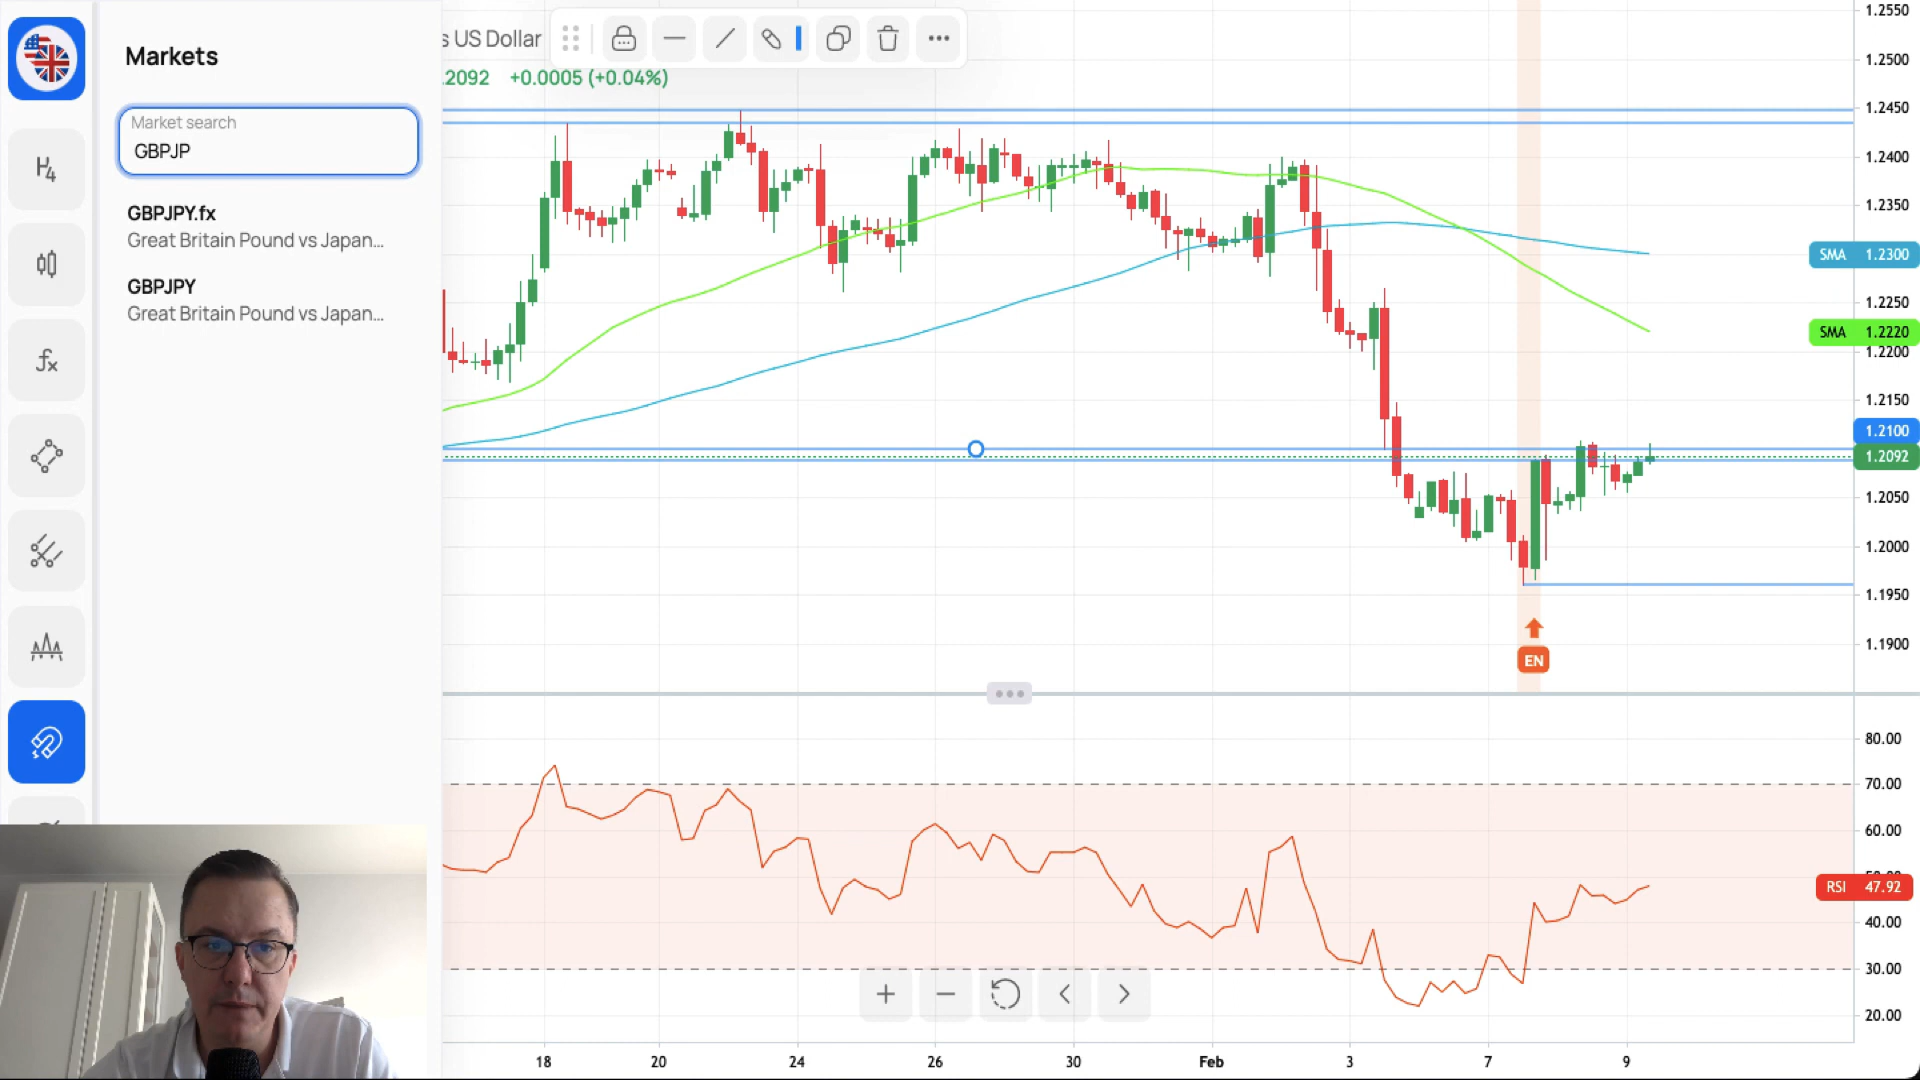 Markets
Market search
GBPJP
GBPJPY.fx
Great Britain Pound vs Japan...
GBPJPY
Great Britain Pound vs Japan...
H4
fx
s US Dollar
.2092 +0.0005 (+0.04%)
1.2550
1.2500
1.2450
1.2400
1.2350
SMA 1.2300
1.2250
SMA 1.2220
1.2200
1.2150
1.2100
1.2092
1.2050
1.2000
1.1950
1.1900
EN
80.00
70.00
60.00
RSI 47.92
40.00
30.00
20.00
18 20 24 26 30 Feb 3 7 9